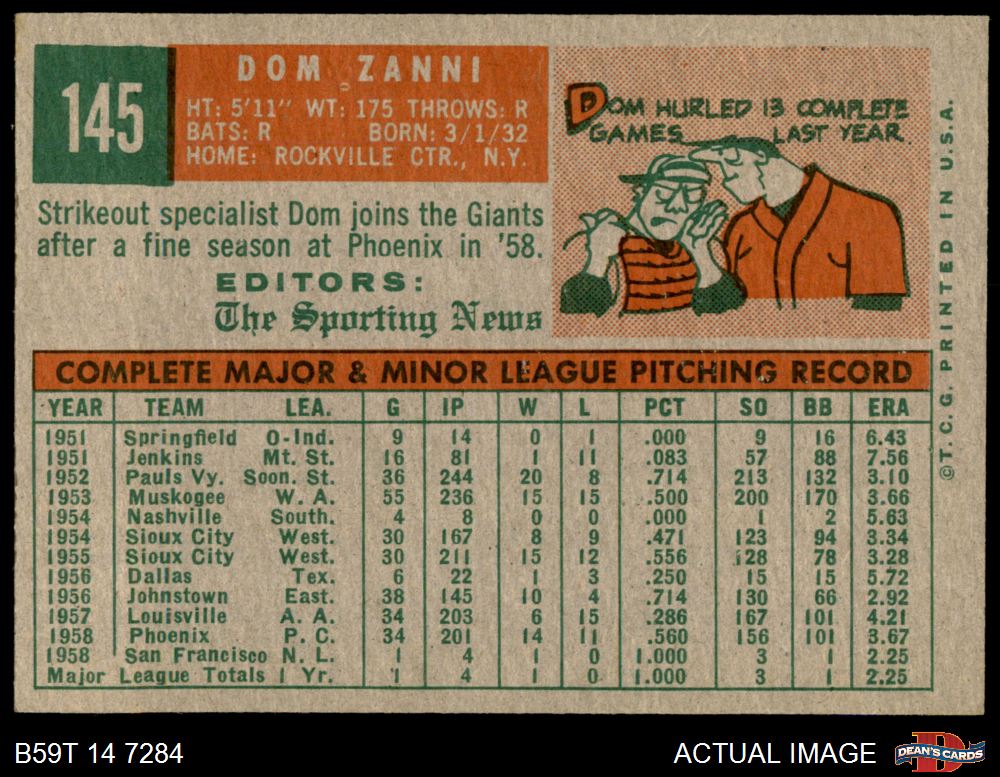 145
DOM ZANNI
HT: 5'11" WT: 175 THROWS: R
BATS: R BORN: 3/1/32
HOME: ROCKVILLE CTR., N.Y.
DOM HURLED 13 COMPLETE
GAMES LAST YEAR
Strikeout specialist Dom joins the Giants
after a fine season at Phoenix in '58.
EDITORS:
The Sporting News
COMPLETE MAJOR & MINOR LEAGUE PITCHING RECORD
YEAR TEAM LEA. G IP W L PCT SO BB ERA
1951 Springfield O-Ind. 9 14 0 1 .000 9 16 6.43
1951 Jenkins Mt. St. 16 81 1 11 .083 57 88 7.56
1952 Pauls Vy. Soon. St. 36 244 20 8 .714 213 132 3.10
1953 Muskogee W. A. 55 236 15 15 .500 200 170 3.66
1954 Nashville South. 4 8 0 0 .000 1 2 5.63
1954 Sioux City West. 30 167 8 9 .471 123 94 3.34
1955 Sioux City West. 30 211 15 12 .556 128 78 3.28
1956 Dallas Tex. 6 22 1 3 .250 15 15 5.72
1956 Johnstown East. 38 145 10 4 .714 130 66 2.92
1957 Louisville A. A. 34 203 6 15 .286 167 101 4.21
1958 Phoenix P. C. 34 201 14 11 .560 156 101 3.67
1958 San Francisco N. L. 1 4 1 0 1.000 3 1 2.25
Major League Totals 1 Yr. 1 4 1 0 1.000 3 1 2.25
©T. C. G. PRINTED IN U.S.A.
B59T 14 7284
ACTUAL IMAGE
DEAN'S CARDS